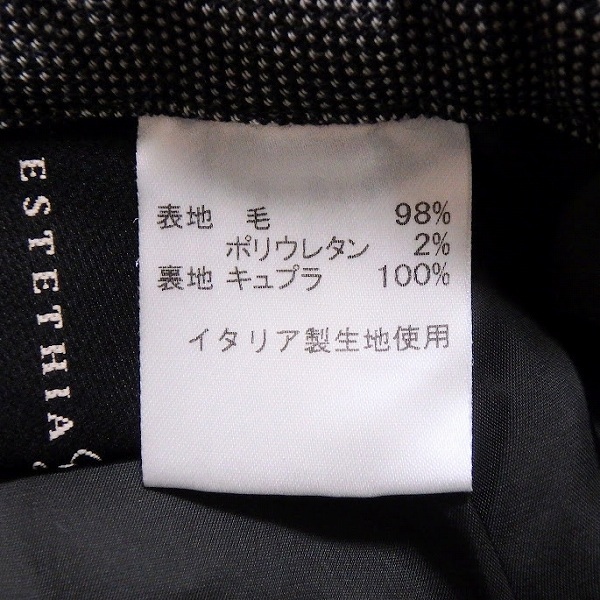 表地 毛 98%
ポリウレタン 2%
裏地 キュプラ 100%
イタリア製生地使用
ESTETHIA